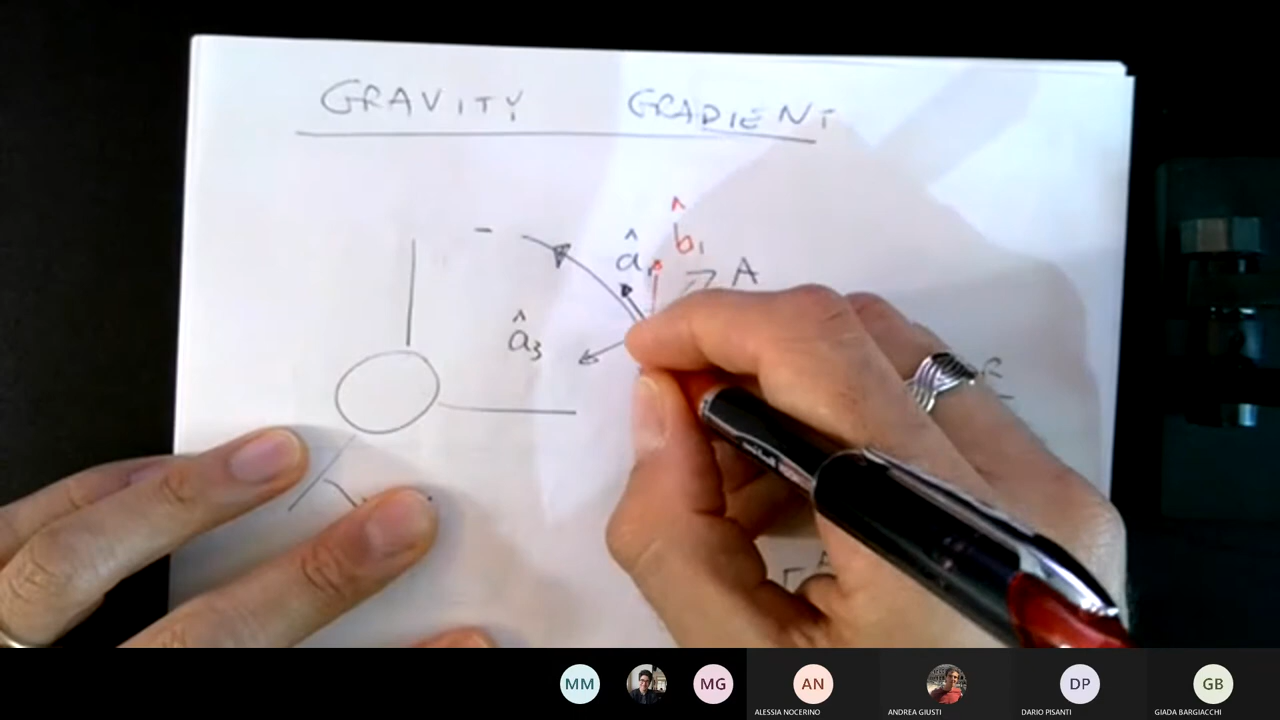 GRAVITY GRADIENT
b̂₁
â₁ A
â₃
R
MM MG AN DP GB
ALESSIA NOCERINO ANDREA GIUSTI DARIO PISANTI GIADA BARGIACCHI